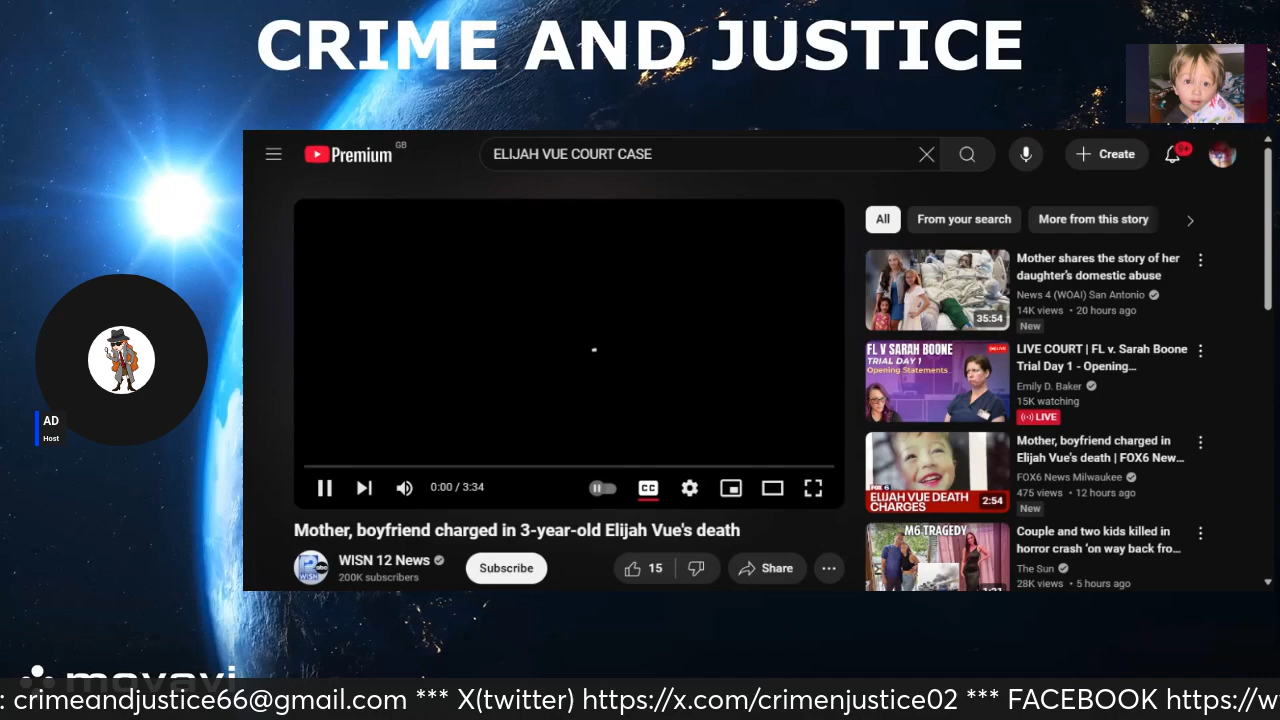 CRIME AND JUSTICE
Premium GB
ELIJAH VUE COURT CASE
Create
9+
All
From your search
More from this story
Mother shares the story of her
daughter's domestic abuse
News 4 (WOAI) San Antonio
14K views • 20 hours ago
New
35:54
FL V SARAH BOONE
LIVE
TRIAL DAY 1
Opening Statements
LIVE COURT | FL v. Sarah Boone
Trial Day 1 - Opening...
Emily D. Baker
15K watching
LIVE
Mother, boyfriend charged in
Elijah Vue's death | FOX6 New...
FOX6 News Milwaukee
475 views • 12 hours ago
New
FOX 6
ELIJAH VUE DEATH
CHARGES
2:54
M6 TRAGEDY
Couple and two kids killed in
horror crash 'on way back fro...
The Sun
28K views • 5 hours ago
0:00 / 3:34
CC
Mother, boyfriend charged in 3-year-old Elijah Vue's death
WISN 12 News
200K subscribers
Subscribe
15
Share
AD
Host
movavi
: crimeandjustice66@gmail.com *** X(twitter) https://x.com/crimenjustice02 *** FACEBOOK https://w